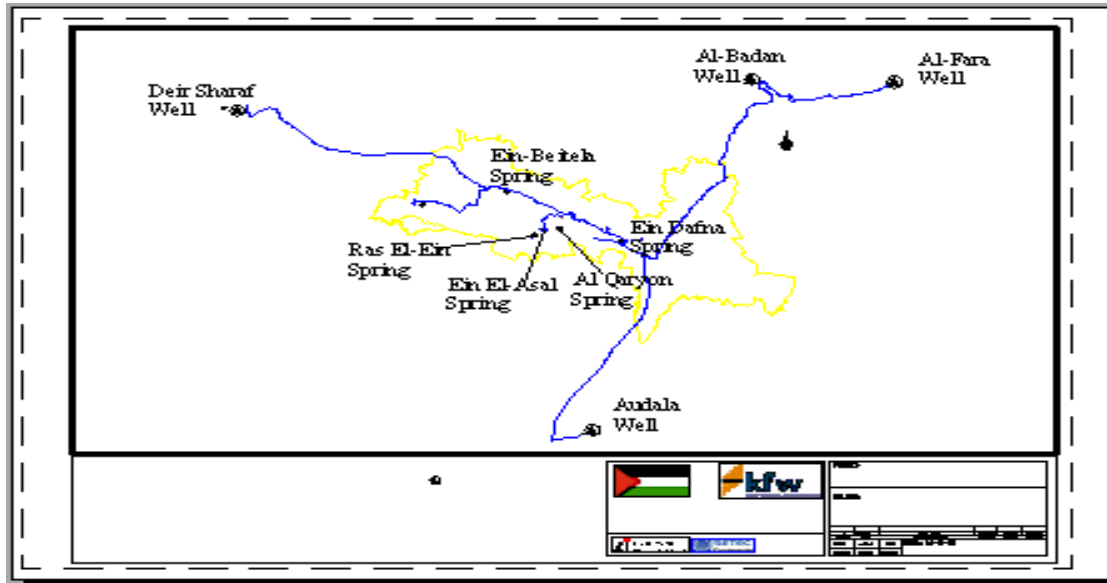 Deir Sharaf
Well
Al-Badan
Well
Al-Fara
Well
Ein-Beiteh
Spring
Ras El-Ein
Spring
Ein El-Asal
Spring
Al Qaryon
Spring
Ein Dafna
Spring
Audala
Well
kfw